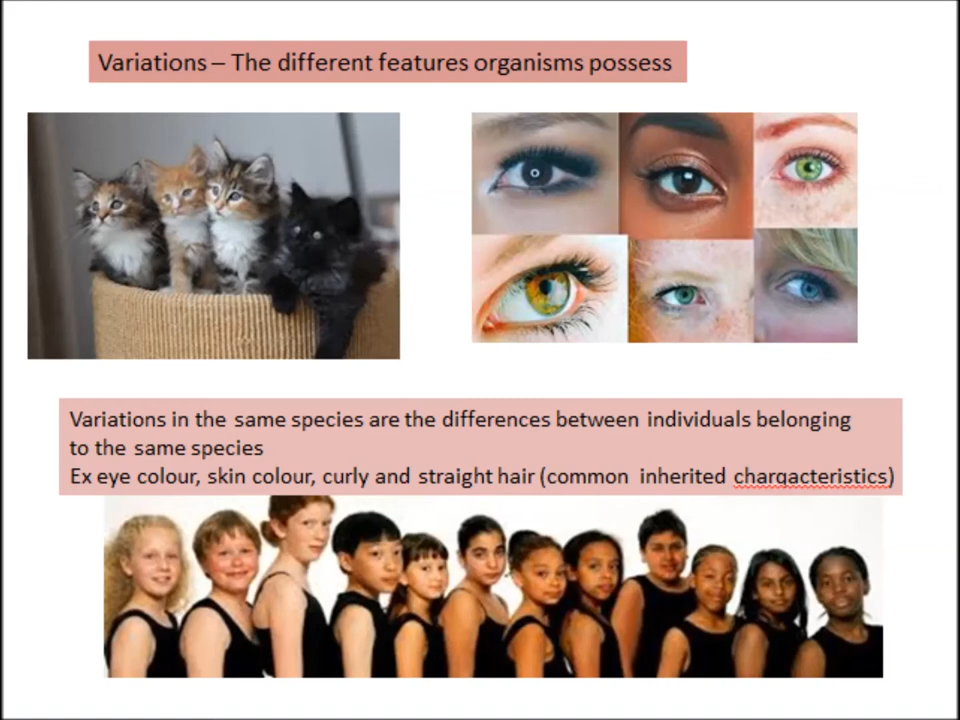 Variations – The different features organisms possess
Variations in the same species are the differences between individuals belonging
to the same species
Ex eye colour, skin colour, curly and straight hair (common inherited chargacteristics)